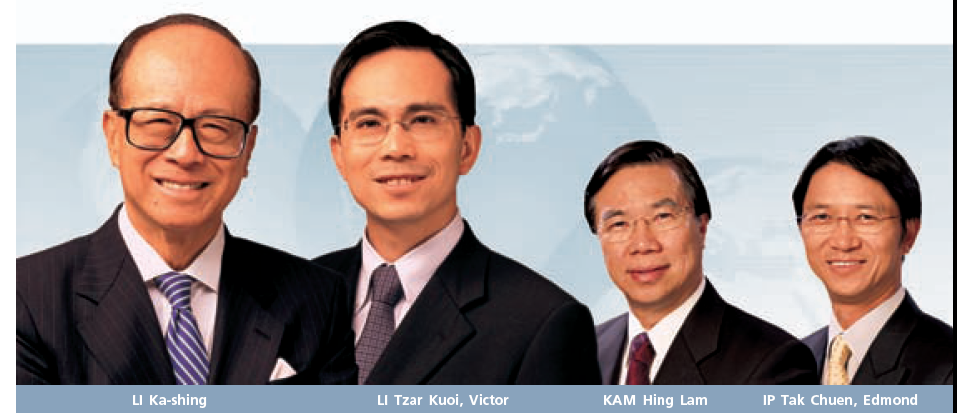 LI Ka-shing
LI Tzar Kuoi, Victor
KAM Hing Lam
IP Tak Chuen, Edmond